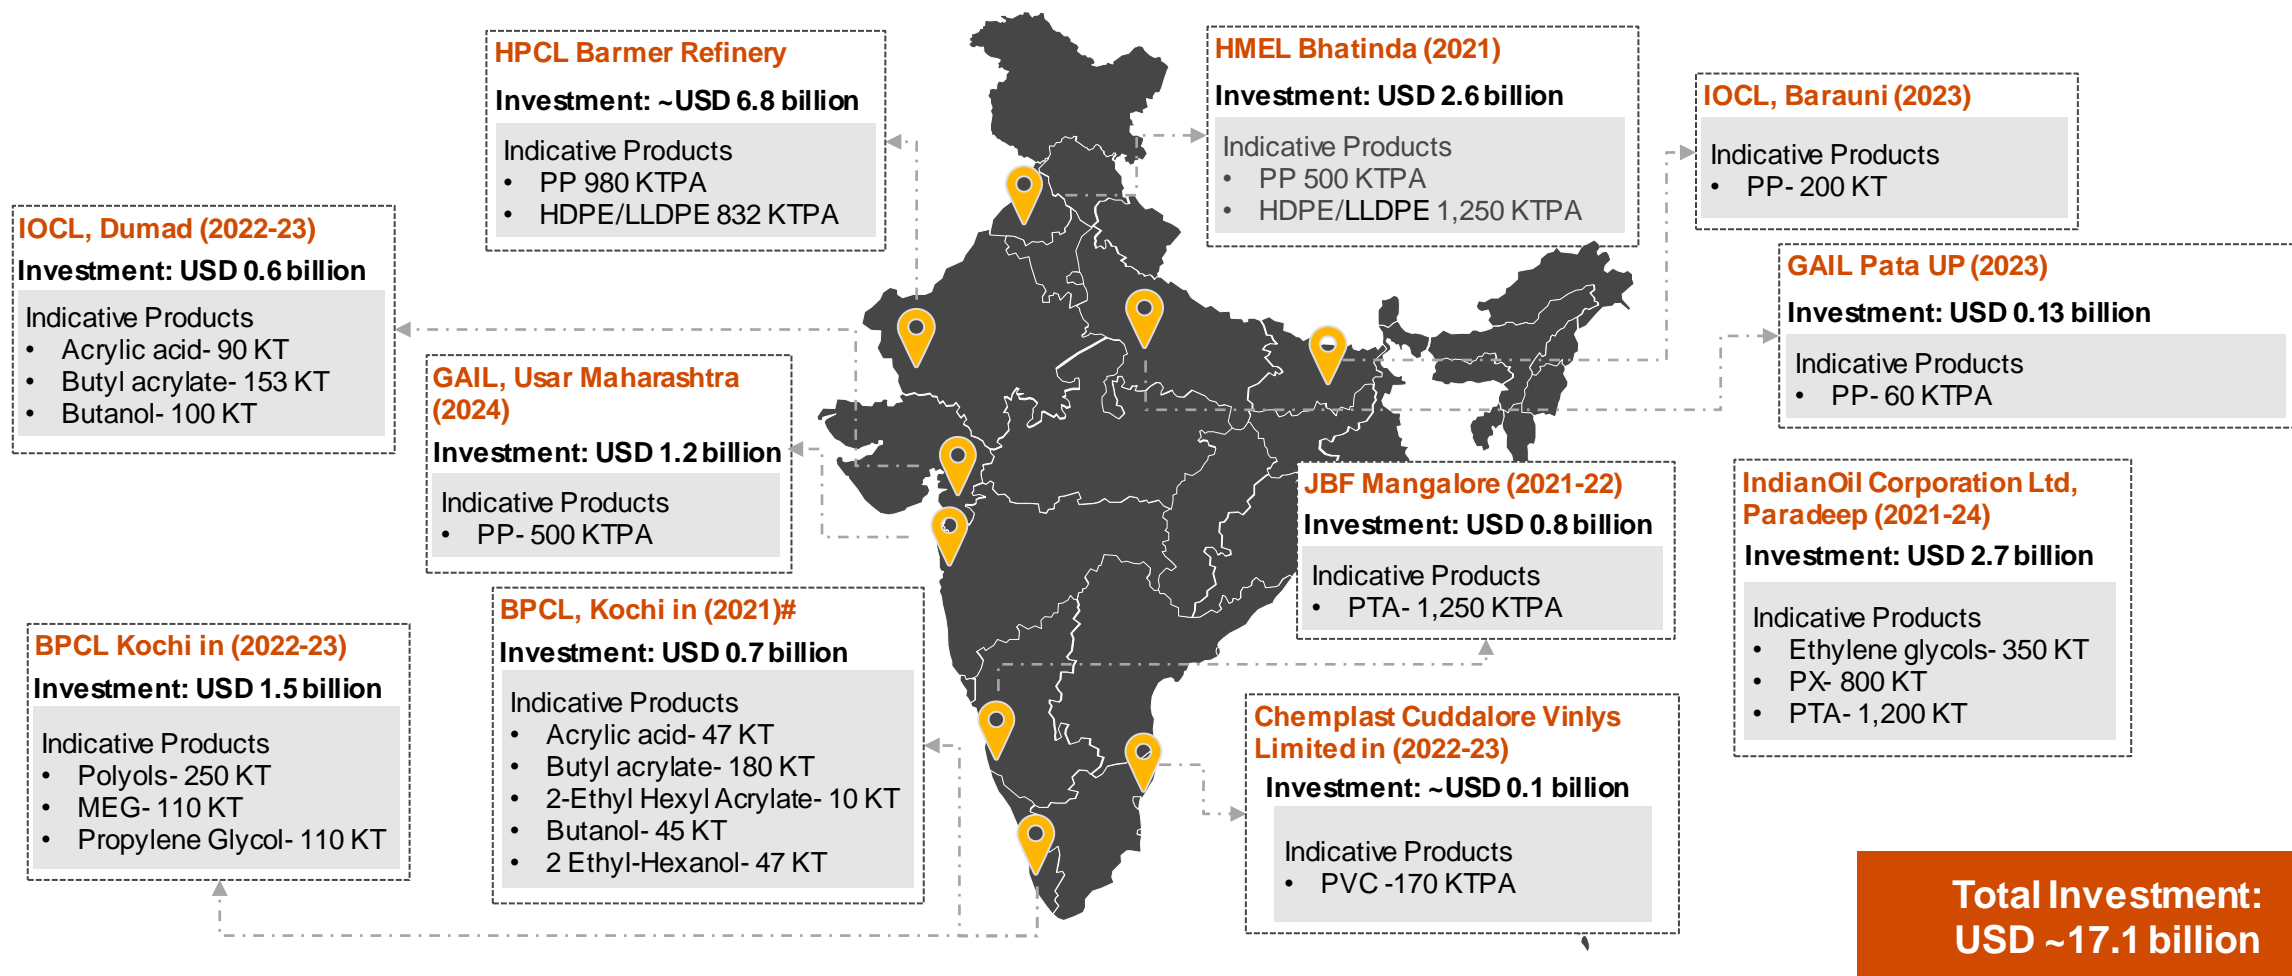 HPCL Barmer Refinery
Investment: ~USD 6.8 billion
Indicative Products
• PP 980 KTPA
• HDPE/LLDPE 832 KTPA
HMEL Bhatinda (2021)
Investment: USD 2.6 billion
Indicative Products
• PP 500 KTPA
• HDPE/LLDPE 1,250 KTPA
IOCL, Barauni (2023)
Indicative Products
• PP- 200 KT
IOCL, Dumad (2022-23)
Investment: USD 0.6 billion
Indicative Products
• Acrylic acid- 90 KT
• Butyl acrylate- 153 KT
• Butanol- 100 KT
GAIL Pata UP (2023)
Investment: USD 0.13 billion
Indicative Products
• PP- 60 KTPA
GAIL, Usar Maharashtra
(2024)
Investment: USD 1.2 billion
Indicative Products
• PP- 500 KTPA
JBF Mangalore (2021-22)
Investment: USD 0.8 billion
Indicative Products
• PTA- 1,250 KTPA
IndianOil Corporation Ltd,
Paradeep (2021-24)
Investment: USD 2.7 billion
Indicative Products
• Ethylene glycols- 350 KT
• PX- 800 KT
• PTA- 1,200 KT
BPCL Kochi in (2022-23)
Investment: USD 1.5 billion
Indicative Products
• Polyols- 250 KT
• MEG- 110 KT
• Propylene Glycol- 110 KT
BPCL, Kochi in (2021)#
Investment: USD 0.7 billion
Indicative Products
• Acrylic acid- 47 KT
• Butyl acrylate- 180 KT
• 2-Ethyl Hexyl Acrylate- 10 KT
• Butanol- 45 KT
• 2 Ethyl-Hexanol- 47 KT
Chemplast Cuddalore Vinlys
Limited in (2022-23)
Investment: ~USD 0.1 billion
Indicative Products
• PVC -170 KTPA
Total Investment:
USD ~17.1 billion